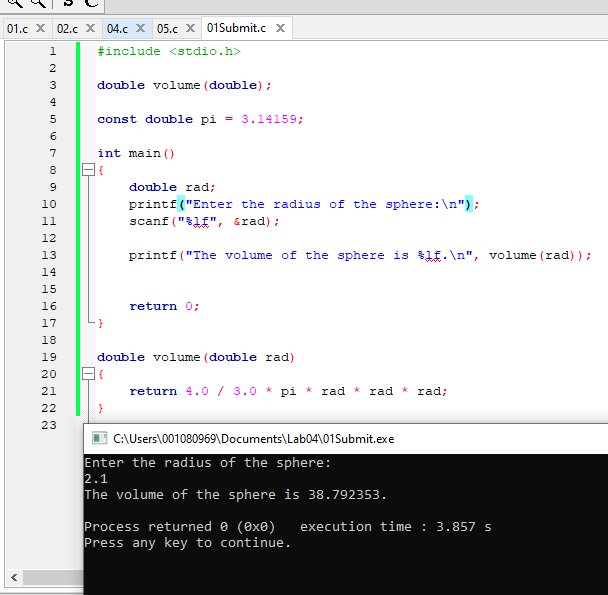 01.c 02.c 04.c 05.c 01Submit.c
1 #include <stdio.h>
2
3 double volume(double);
4
5 const double pi = 3.14159;
6
7 int main()
8 {
9 double rad;
10 printf("Enter the radius of the sphere:\n");
11 scanf("%lf", &rad);
12
13 printf("The volume of the sphere is %lf.\n", volume(rad));
14
15
16 return 0;
17 }
18
19 double volume(double rad)
20 {
21 return 4.0 / 3.0 * pi * rad * rad * rad;
22 }
23
C:\Users\001080969\Documents\Lab04\01Submit.exe
Enter the radius of the sphere:
2.1
The volume of the sphere is 38.792353.
Process returned 0 (0x0) execution time : 3.857 s
Press any key to continue.